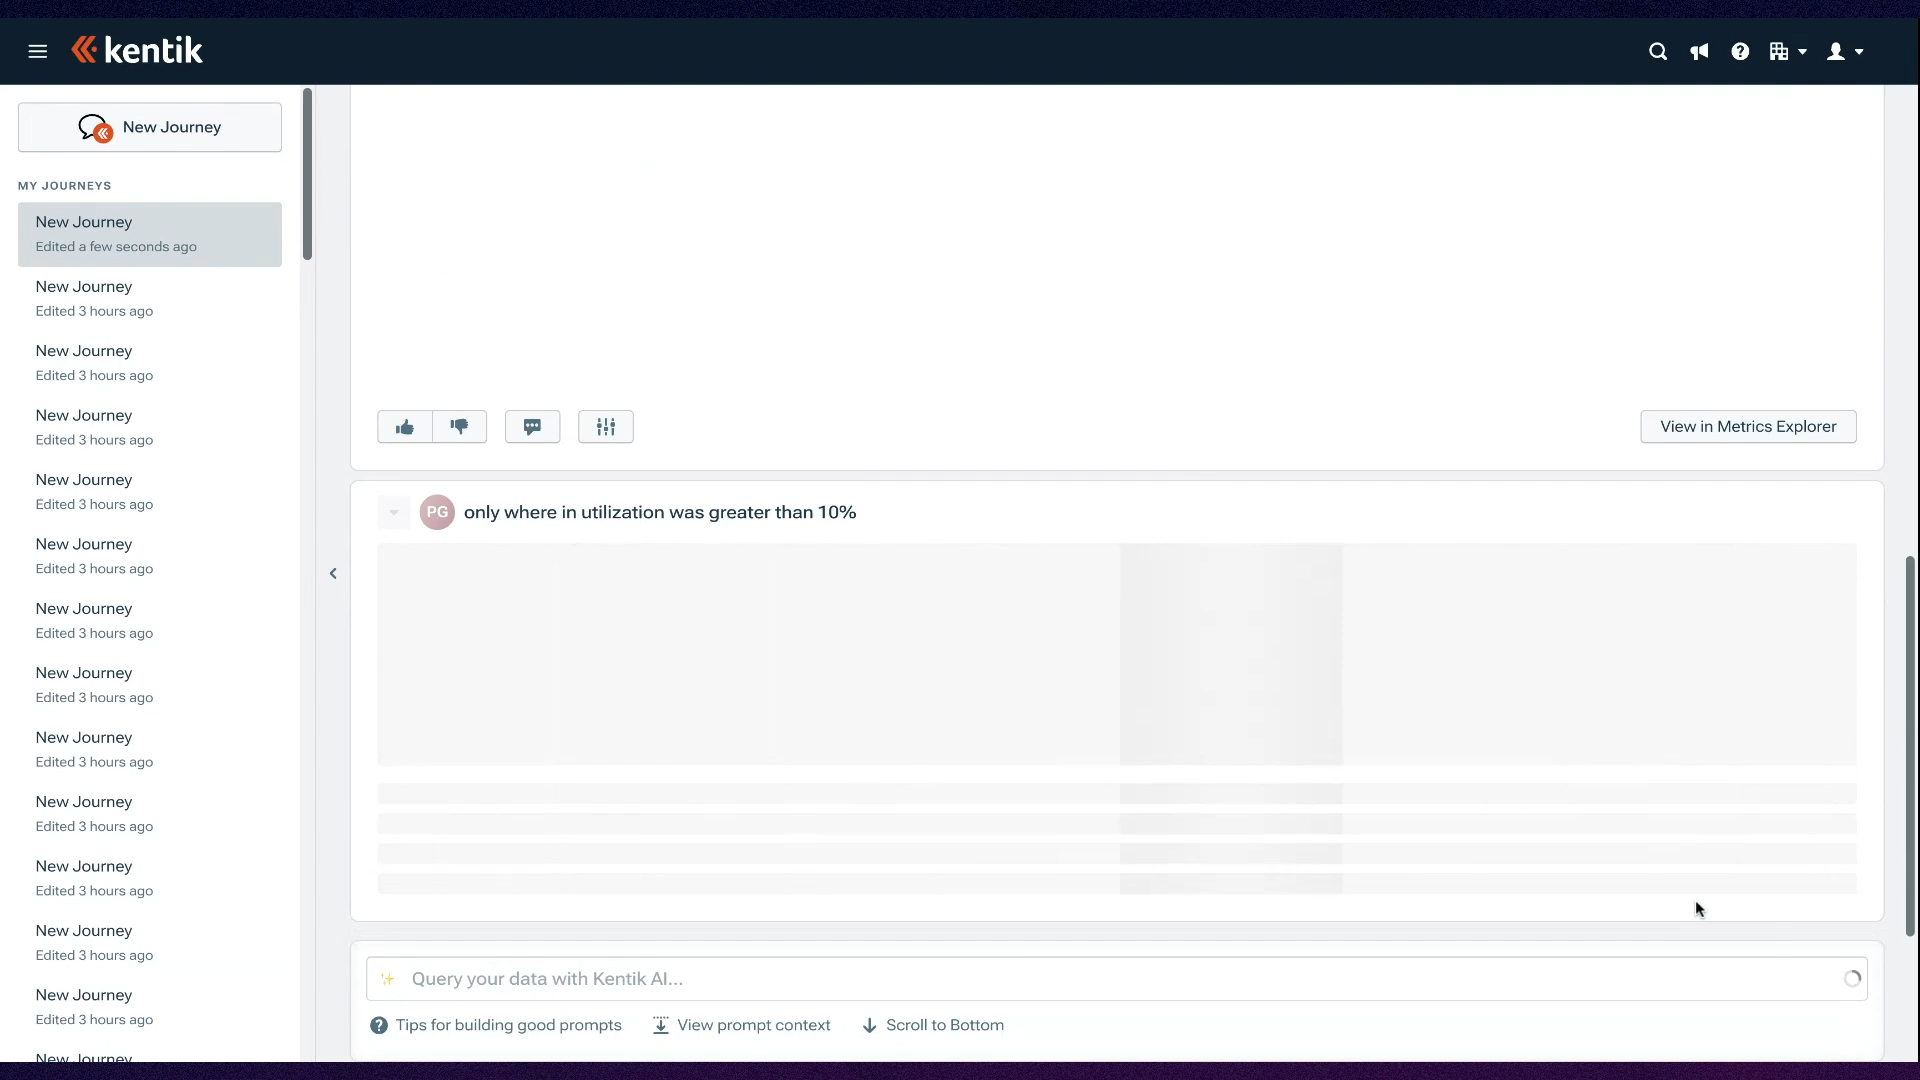 kentik
New Journey
MY JOURNEYS
New Journey
Edited a few seconds ago
New Journey
Edited 3 hours ago
New Journey
Edited 3 hours ago
New Journey
Edited 3 hours ago
New Journey
Edited 3 hours ago
New Journey
Edited 3 hours ago
New Journey
Edited 3 hours ago
New Journey
Edited 3 hours ago
New Journey
Edited 3 hours ago
New Journey
Edited 3 hours ago
New Journey
Edited 3 hours ago
New Journey
Edited 3 hours ago
New Journey
Edited 3 hours ago
New Journey
View in Metrics Explorer
PG only where in utilization was greater than 10%
Query your data with Kentik AI...
Tips for building good prompts View prompt context Scroll to Bottom